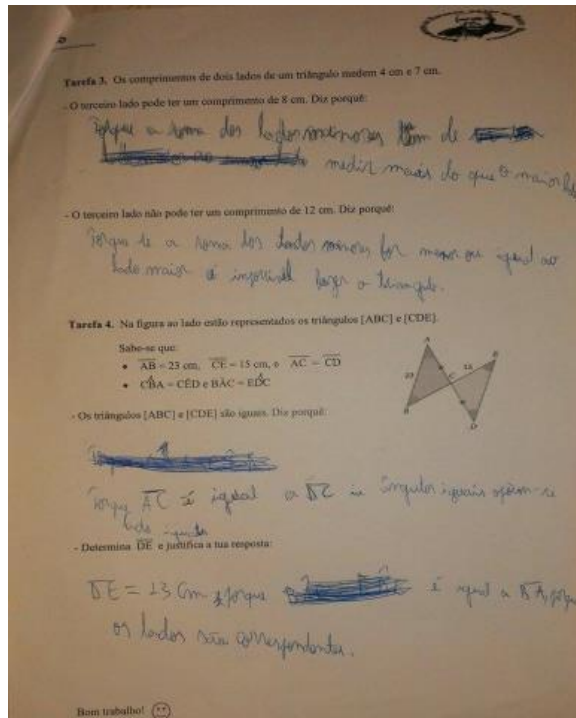 Tarefa 3. Os comprimentos de dois lados de um triângulo medem 4 cm e 7 cm.
- O terceiro lado pode ter um comprimento de 8 cm. Diz porquê:
Porque a soma dos lados menores têm de
medir mais do que o maior lado
- O terceiro lado não pode ter um comprimento de 12 cm. Diz porquê:
Porque se a soma dos lados menores for menor ou igual ao
lado maior é impossível fazer o triângulo.
Tarefa 4. Na figura ao lado estão representados os triângulos [ABC] e [CDE].
Sabe-se que:
• AB = 23 cm, CE = 15 cm, e AC = CD
• CB̂A = CÊD e BÂC = ED̂C
A
B
23
C
15
E
D
- Os triângulos [ABC] e [CDE] são iguais. Diz porquê:
Porque AC é igual a DC e ângulos iguais opõem-se
lados iguais
- Determina DE e justifica a tua resposta:
DE = 23 cm, porque é igual a BA,
os lados são correspondentes.
Bom trabalho!